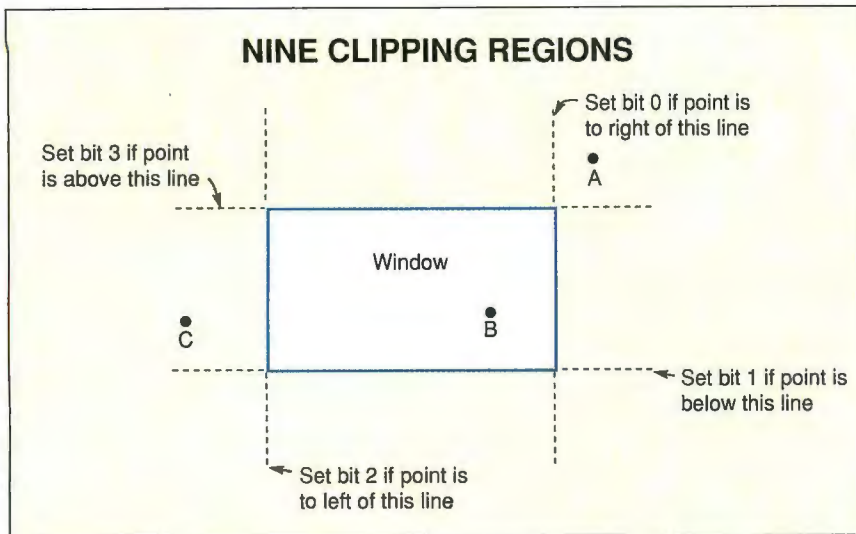 NINE CLIPPING REGIONS
Set bit 0 if point is
to right of this line
A
Set bit 3 if point
is above this line
Window
B
C
Set bit 1 if point is
below this line
Set bit 2 if point is
to left of this line